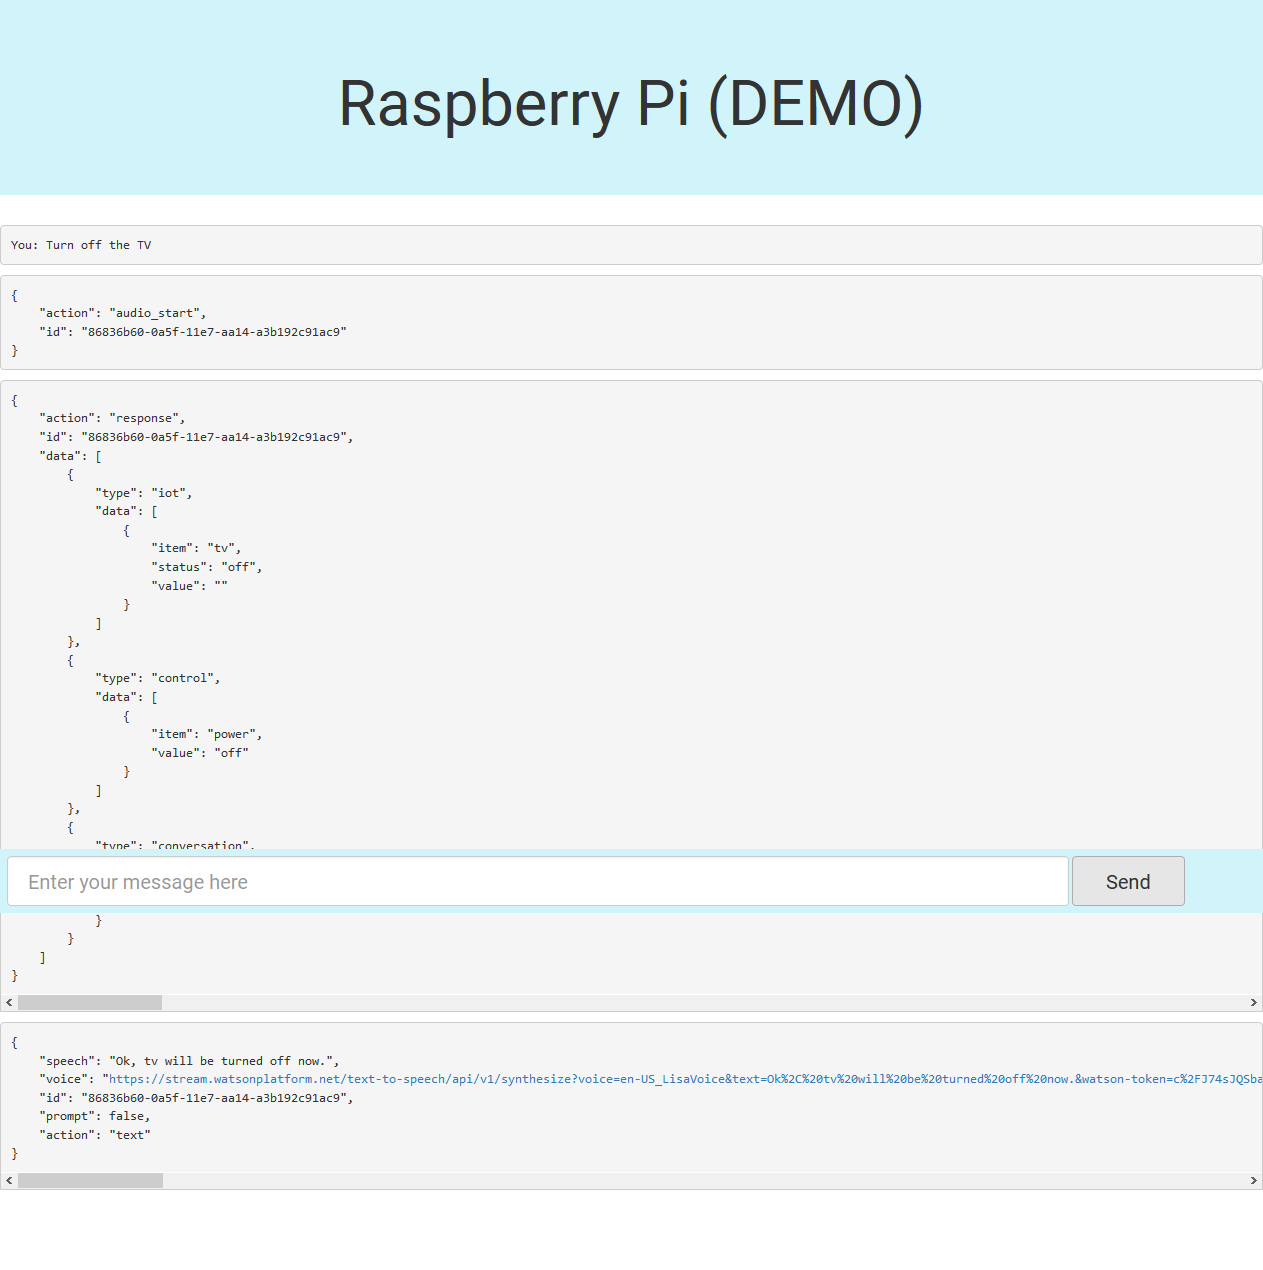 Raspberry Pi (DEMO)
You: Turn off the TV
{
    "action": "audio_start",
    "id": "86836b60-0a5f-11e7-aa14-a3b192c91ac9"
}
{
    "action": "response",
    "id": "86836b60-0a5f-11e7-aa14-a3b192c91ac9",
    "data": [
        {
            "type": "iot",
            "data": [
                {
                    "item": "tv",
                    "status": "off",
                    "value": ""
                }
            ]
        },
        {
            "type": "control",
            "data": [
                {
                    "item": "power",
                    "value": "off"
                }
            ]
        },
        {
            "type": "conversation",
Enter your message here
Send
            }
        }
    ]
}
{
    "speech": "Ok, tv will be turned off now.",
    "voice": "https://stream.watsonplatform.net/text-to-speech/api/v1/synthesize?voice=en-US_LisaVoice&text=Ok%2C%20tv%20will%20be%20turned%20off%20now.&watson-token=c%2FJ74sJQSba
    "id": "86836b60-0a5f-11e7-aa14-a3b192c91ac9",
    "prompt": false,
    "action": "text"
}